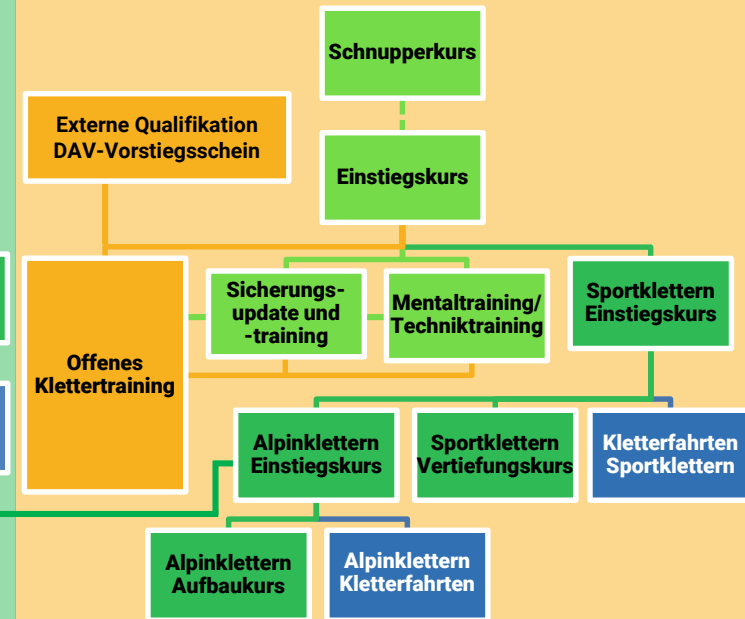 Schnupperkurs
Externe Qualifikation
DAV-Vorstiegsschein
Einstiegskurs
Offenes
Klettertraining
Sicherungs-
update und
-training
Mentaltraining/
Techniktraining
Sportklettern
Einstiegskurs
Alpinklettern
Einstiegskurs
Sportklettern
Vertiefungskurs
Kletterfahrten
Sportklettern
Alpinklettern
Aufbaukurs
Alpinklettern
Kletterfahrten